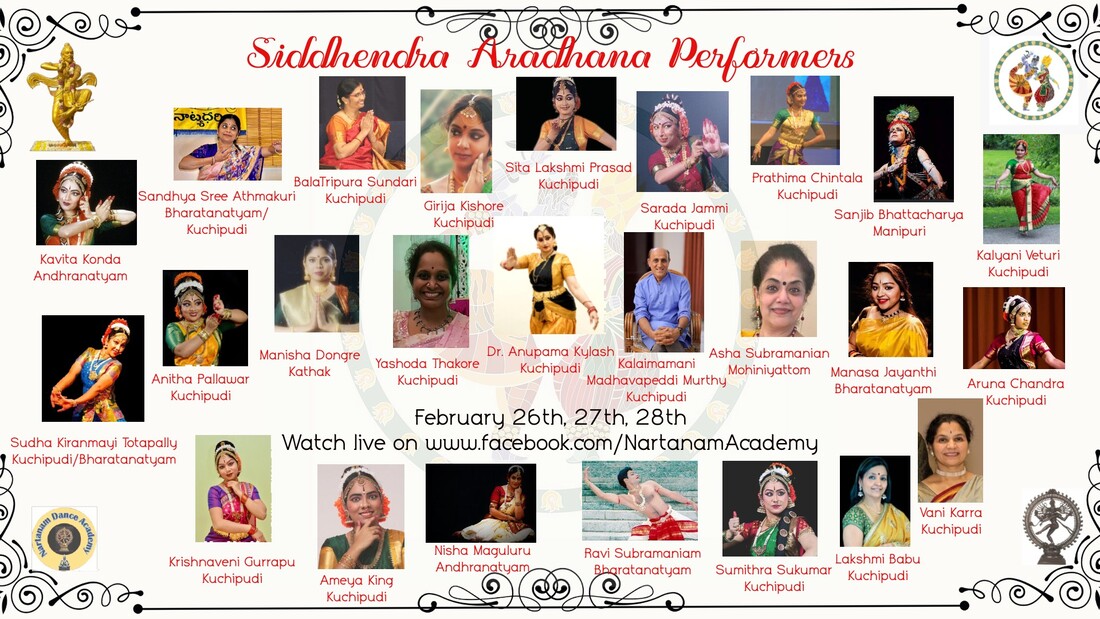 Siddhendra Aradhana Performers
నాట్యధరి
Sandhya Sree Athmakuri
Bharatanatyam/
Kuchipudi
BalaTripura Sundari
Kuchipudi
Girija Kishore
Kuchipudi
Sita Lakshmi Prasad
Kuchipudi
Sarada Jammi
Kuchipudi
Prathima Chintala
Kuchipudi
Sanjib Bhattacharya
Manipuri
Kalyani Veturi
Kuchipudi
Kavita Konda
Andhranatyam
Anitha Pallawar
Kuchipudi
Manisha Dongre
Kathak
Yashoda Thakore
Kuchipudi
Dr. Anupama Kylash
Kuchipudi
Kalaimamani
Madhavapeddi Murthy
Kuchipudi
Asha Subramanian
Mohiniyattom
Manasa Jayanthi
Bharatanatyam
Aruna Chandra
Kuchipudi
Sudha Kiranmayi Totapally
Kuchipudi/Bharatanatyam
February 26th, 27th, 28th
Watch live on www.facebook.com/NartanamAcademy
Nartanam Dance Academy
Krishnaveni Gurrapu
Kuchipudi
Ameya King
Kuchipudi
Nisha Maguluru
Andhranatyam
Ravi Subramaniam
Bharatanatyam
Sumithra Sukumar
Kuchipudi
Lakshmi Babu
Kuchipudi
Vani Karra
Kuchipudi